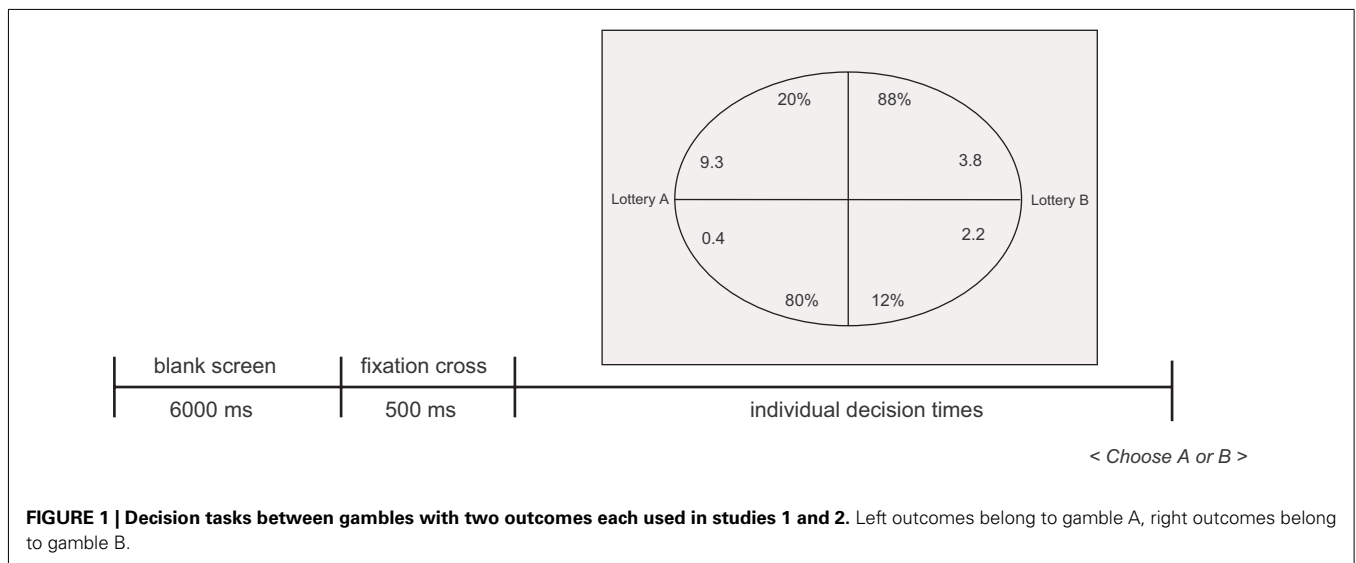 20% 88%
9.3 3.8
Lottery A Lottery B
0.4 2.2
80% 12%
blank screen fixation cross
6000 ms 500 ms individual decision times
< Choose A or B >
FIGURE 1 | Decision tasks between gambles with two outcomes each used in studies 1 and 2. Left outcomes belong to gamble A, right outcomes belong
to gamble B.